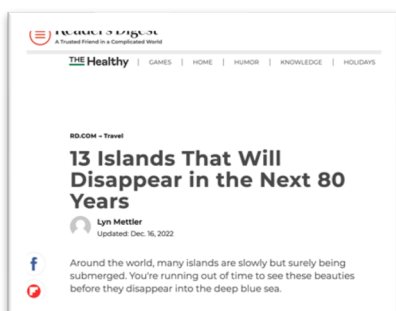 Reader's Digest
A Trusted Friend in a Complicated World
THE Healthy | GAMES | HOME | HUMOR | KNOWLEDGE | HOLIDAYS
RD.COM → Travel
13 Islands That Will
Disappear in the Next 80
Years
Lyn Mettler
Updated: Dec. 16, 2022
Around the world, many islands are slowly but surely being
submerged. You're running out of time to see these beauties
before they disappear into the deep blue sea.